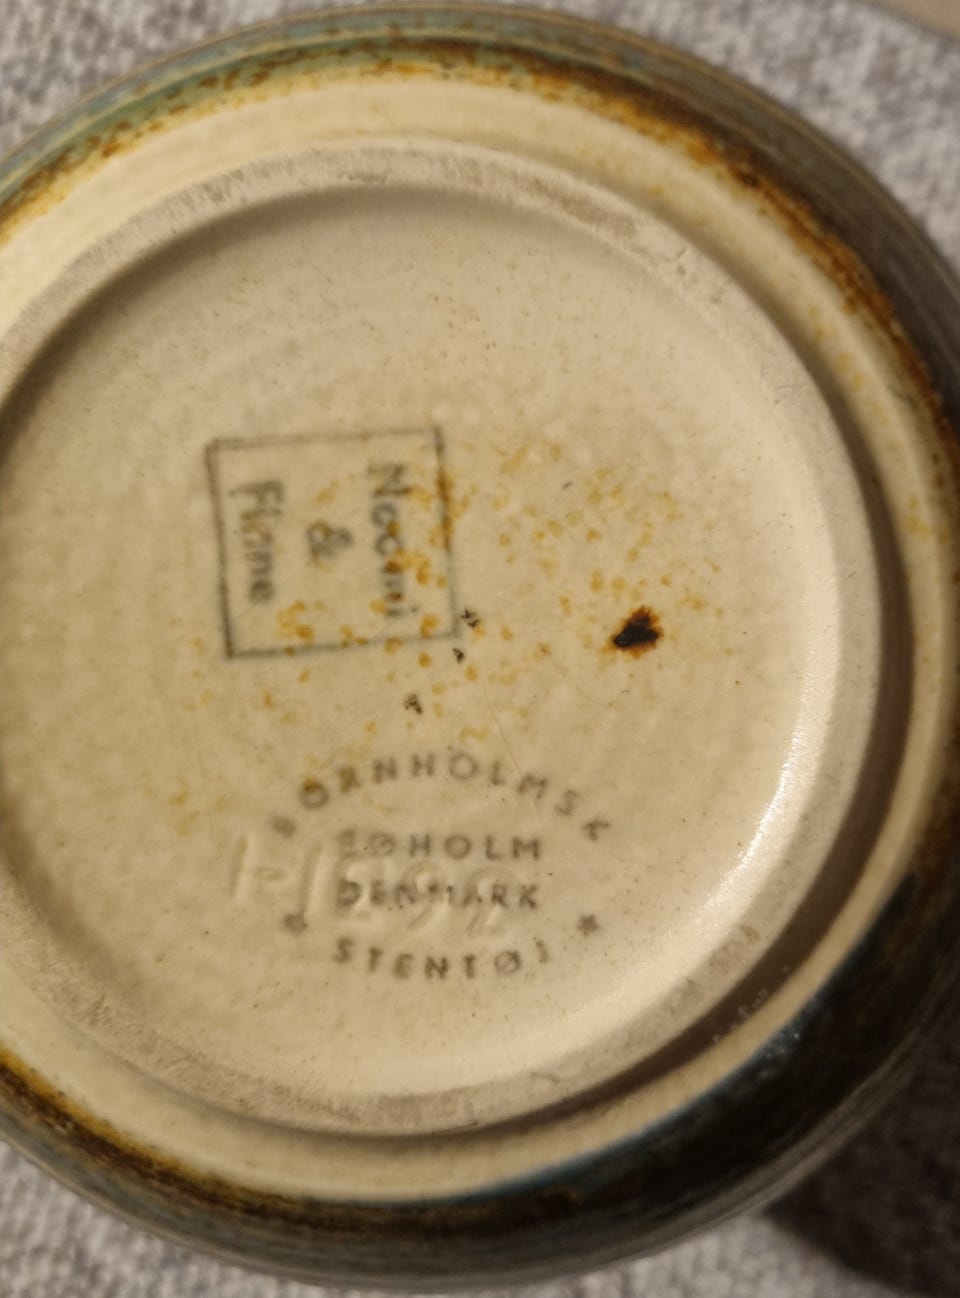 Noomi
&
Finne
BORNHOLMSK
SØHOLM
DENMARK
STENTØJ